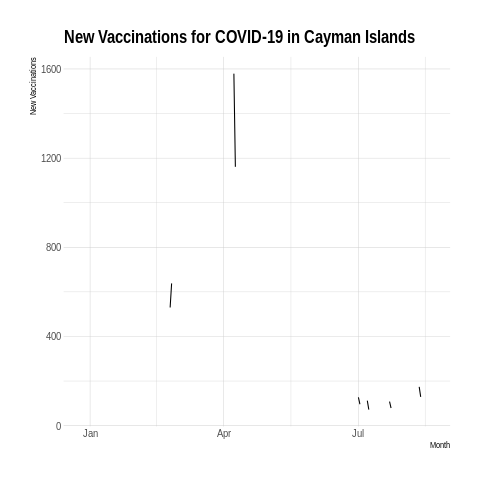 New Vaccinations for COVID-19 in Cayman Islands
New Vaccinations
1600
1200
800
400
0
Jan
Apr
Jul
Month